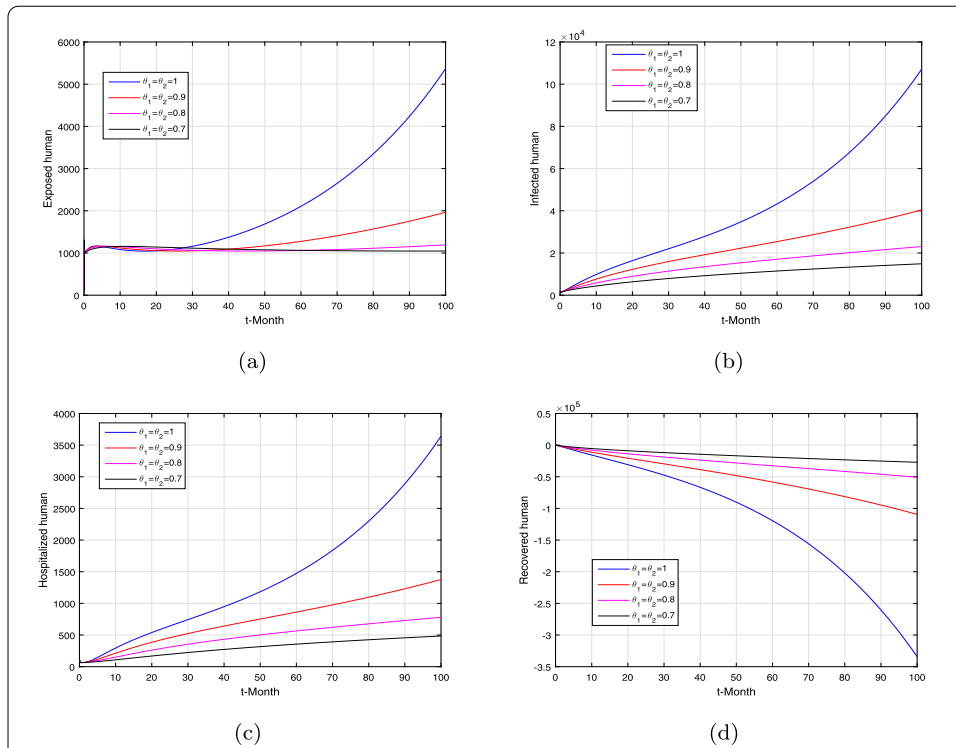 6000
5000
4000
3000
2000
1000
0
0 10 20 30 40 50 60 70 80 90 100
Exposed human
t-Month
θ1=θ2=1
θ1=θ2=0.9
θ1=θ2=0.8
θ1=θ2=0.7
(a)
×10^4
12
10
8
6
4
2
0
0 10 20 30 40 50 60 70 80 90 100
Infected human
t-Month
θ1=θ2=1
θ1=θ2=0.9
θ1=θ2=0.8
θ1=θ2=0.7
(b)
4000
3500
3000
2500
2000
1500
1000
500
0
0 10 20 30 40 50 60 70 80 90 100
Hospitalized human
t-Month
θ1=θ2=1
θ1=θ2=0.9
θ1=θ2=0.8
θ1=θ2=0.7
(c)
×10^5
0.5
0
-0.5
-1
-1.5
-2
-2.5
-3
-3.5
0 10 20 30 40 50 60 70 80 90 100
Recovered human
t-Month
θ1=θ2=1
θ1=θ2=0.9
θ1=θ2=0.8
θ1=θ2=0.7
(d)